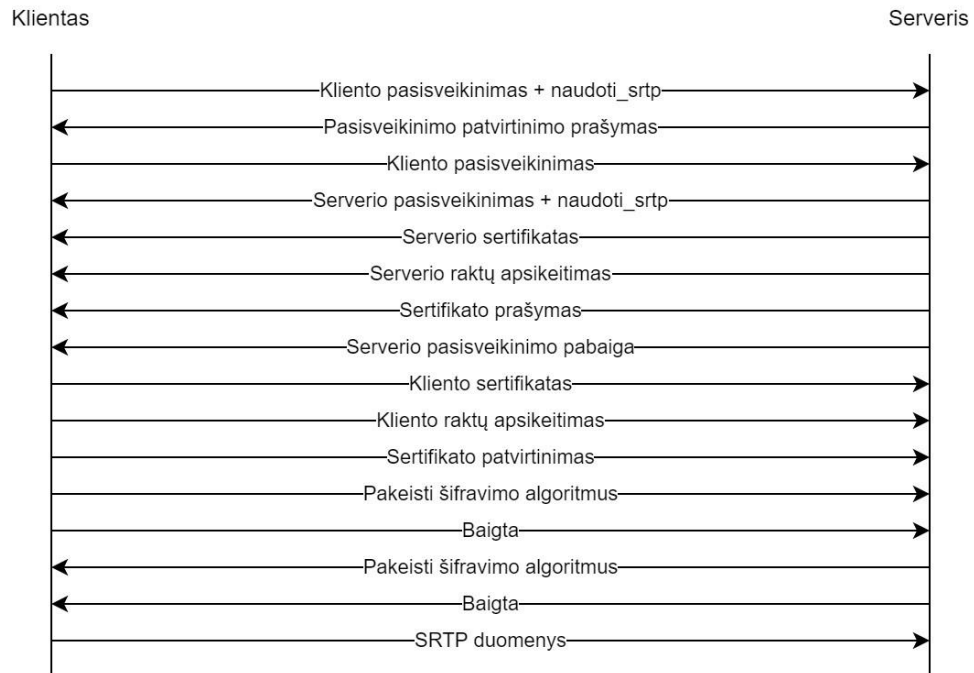 Klientas
Serveris
Kliento pasisveikinimas + naudoti_srtp
Pasisveikinimo patvirtinimo prašymas
Kliento pasisveikinimas
Serverio pasisveikinimas + naudoti_srtp
Serverio sertifikatas
Serverio raktų apsikeitimas
Sertifikato prašymas
Serverio pasisveikinimo pabaiga
Kliento sertifikatas
Kliento raktų apsikeitimas
Sertifikato patvirtinimas
Pakeisti šifravimo algoritmus
Baigta
Pakeisti šifravimo algoritmus
Baigta
SRTP duomenys